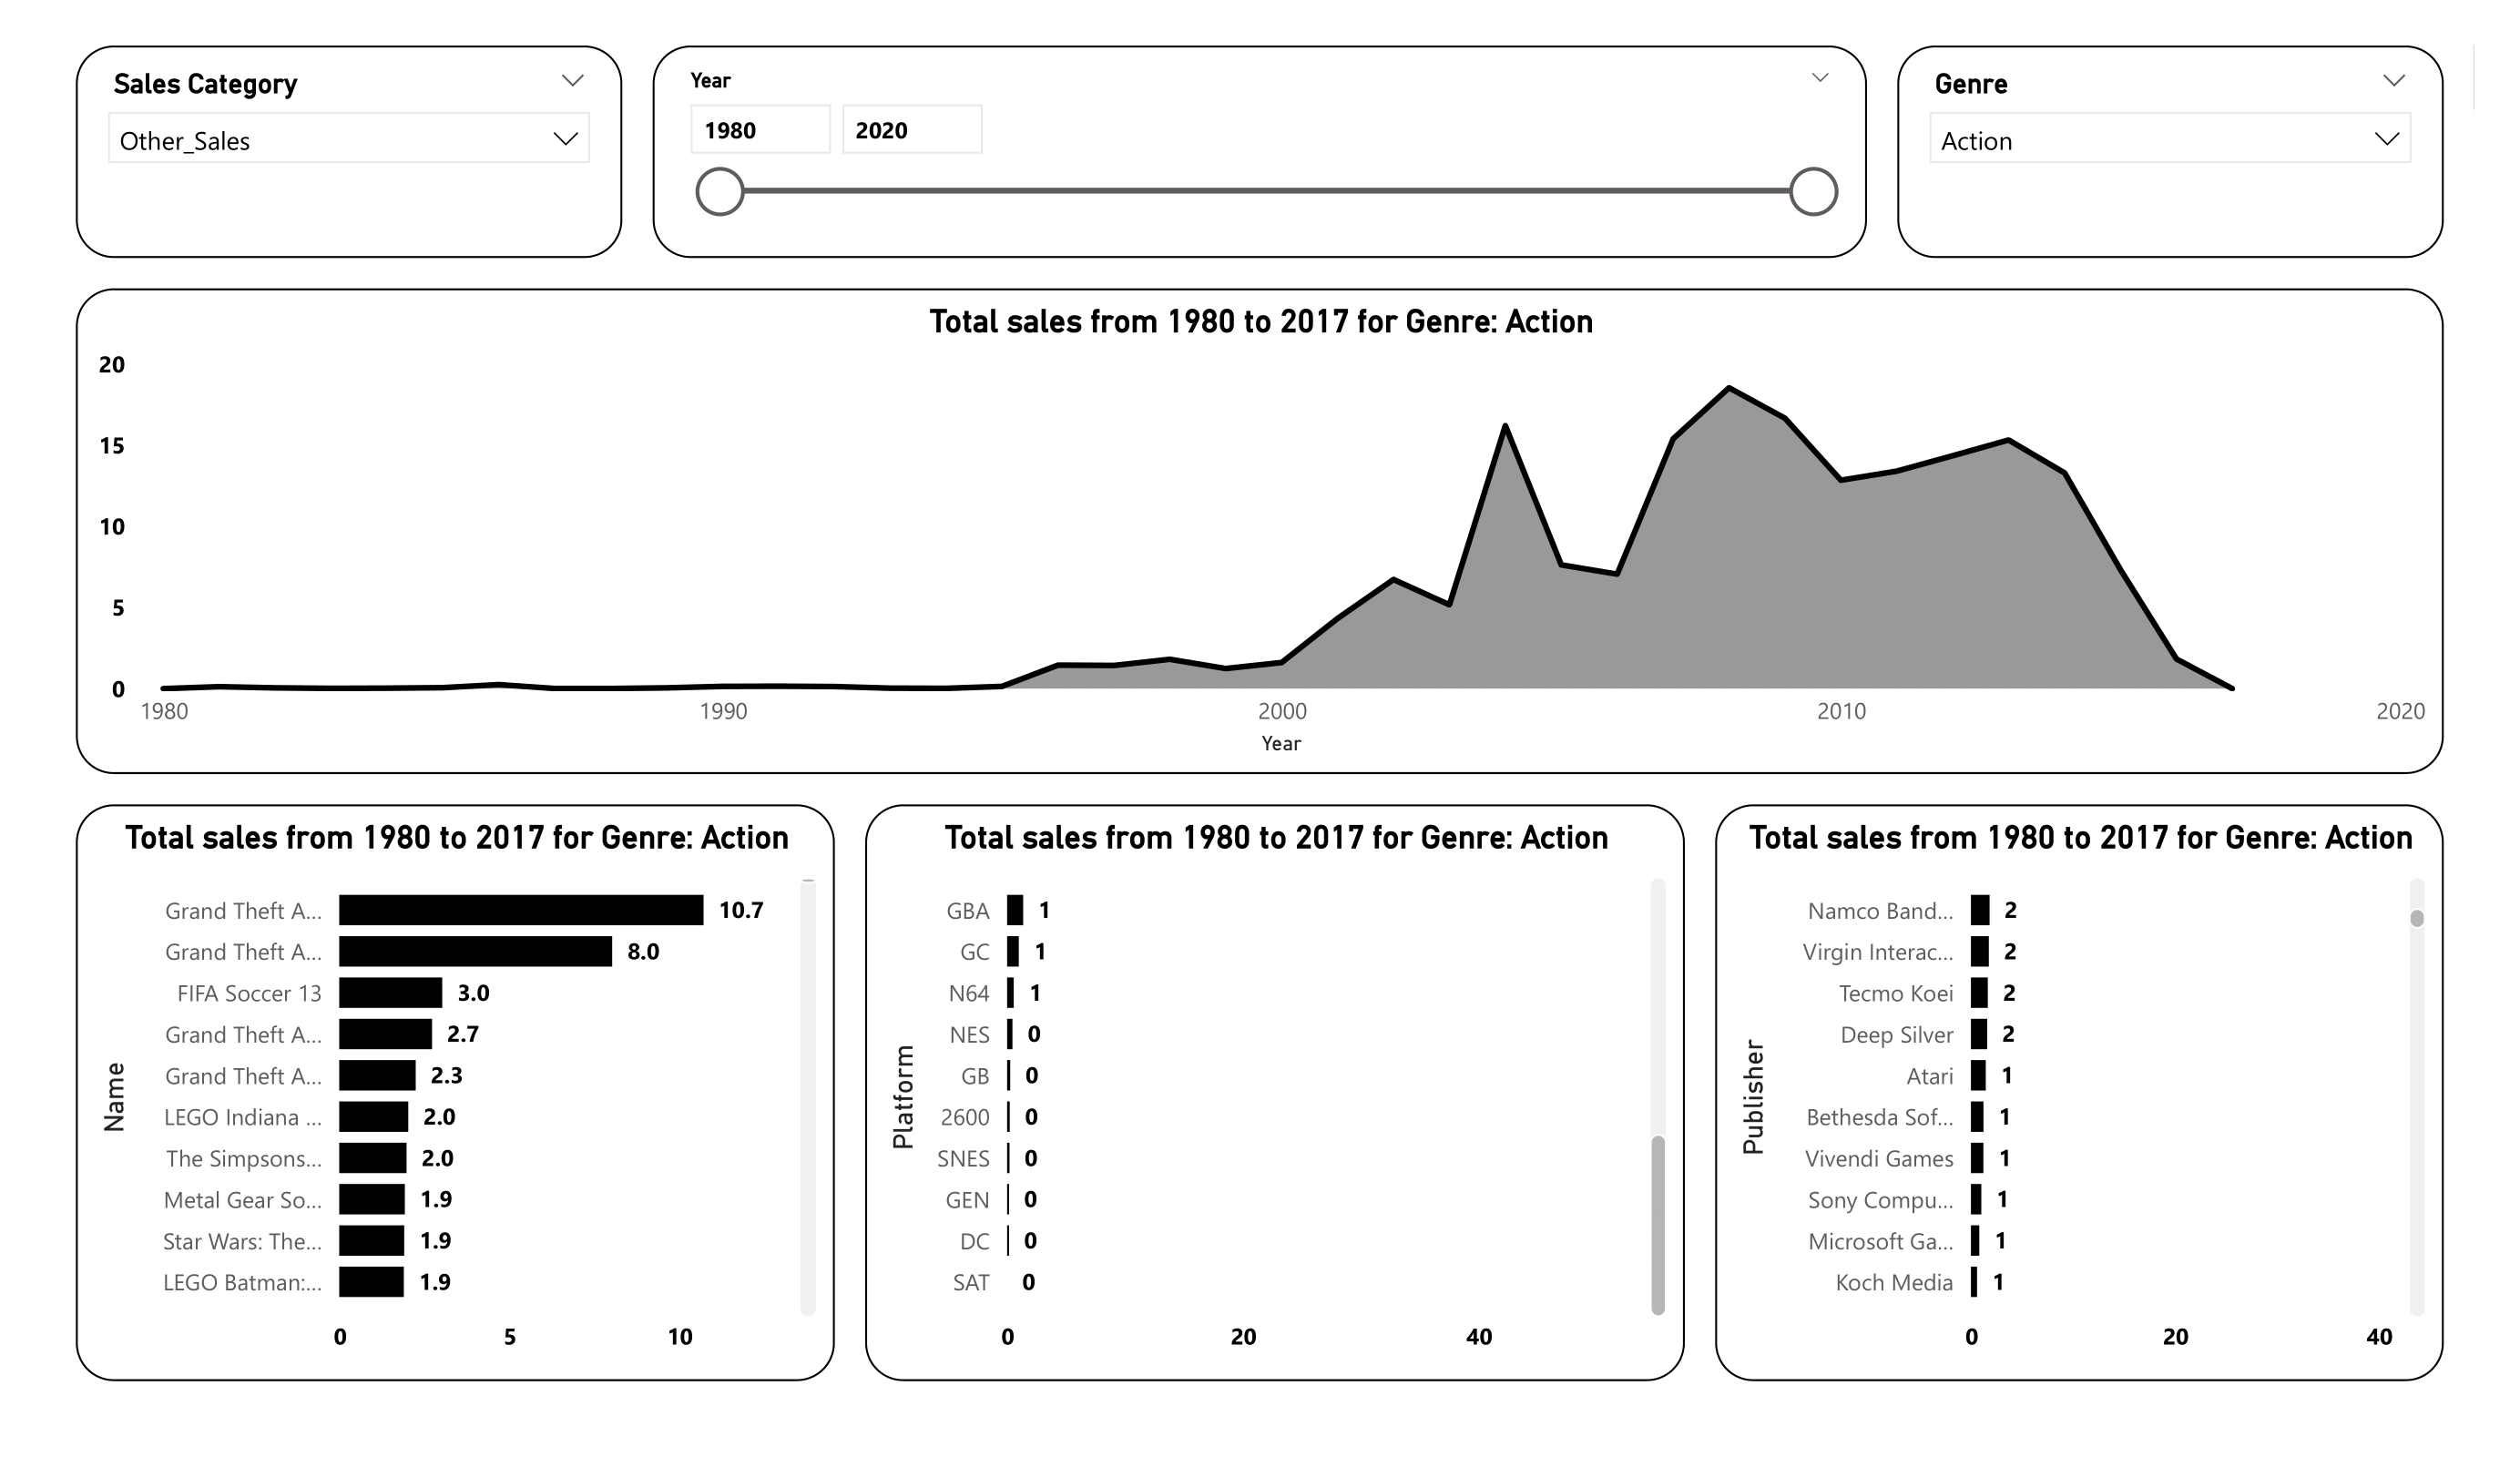 Sales Category
Other_Sales
Year
1980 2020
Genre
Action
Total sales from 1980 to 2017 for Genre: Action
20
15
10
5
0
1980 1990 2000 2010 2020
Year
Total sales from 1980 to 2017 for Genre: Action
Name
Grand Theft A... 10.7
Grand Theft A... 8.0
FIFA Soccer 13 3.0
Grand Theft A... 2.7
Grand Theft A... 2.3
LEGO Indiana ... 2.0
The Simpsons... 2.0
Metal Gear So... 1.9
Star Wars: The... 1.9
LEGO Batman:... 1.9
0 5 10
Total sales from 1980 to 2017 for Genre: Action
Platform
GBA 1
GC 1
N64 1
NES 0
GB 0
2600 0
SNES 0
GEN 0
DC 0
SAT 0
0 20 40
Total sales from 1980 to 2017 for Genre: Action
Publisher
Namco Band... 2
Virgin Interac... 2
Tecmo Koei 2
Deep Silver 2
Atari 1
Bethesda Sof... 1
Vivendi Games 1
Sony Compu... 1
Microsoft Ga... 1
Koch Media 1
0 20 40